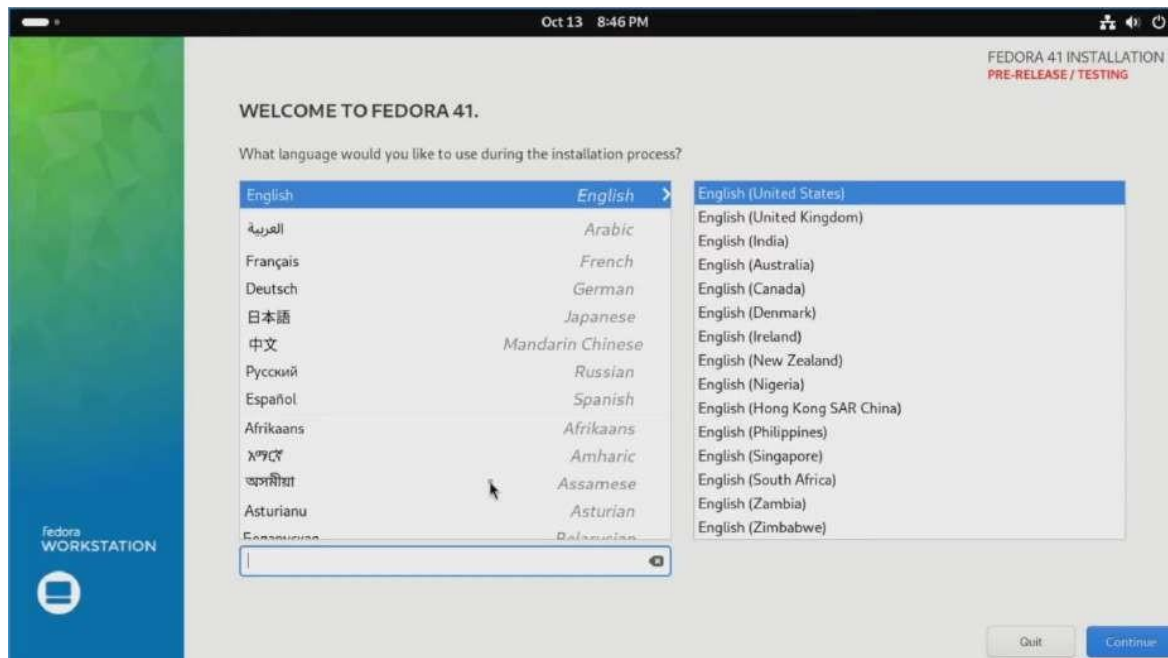 Oct 13 8:46 PM
FEDORA 41 INSTALLATION
PRE-RELEASE / TESTING
WELCOME TO FEDORA 41.
What language would you like to use during the installation process?
English English
العربية Arabic
Français French
Deutsch German
日本語 Japanese
中文 Mandarin Chinese
Русский Russian
Español Spanish
Afrikaans Afrikaans
አማርኛ Amharic
অসমীয়া Assamese
Asturianu Asturian
Беларуская Belarusian
English (United States)
English (United Kingdom)
English (India)
English (Australia)
English (Canada)
English (Denmark)
English (Ireland)
English (New Zealand)
English (Nigeria)
English (Hong Kong SAR China)
English (Philippines)
English (Singapore)
English (South Africa)
English (Zambia)
English (Zimbabwe)
fedora
WORKSTATION
Quit
Continue